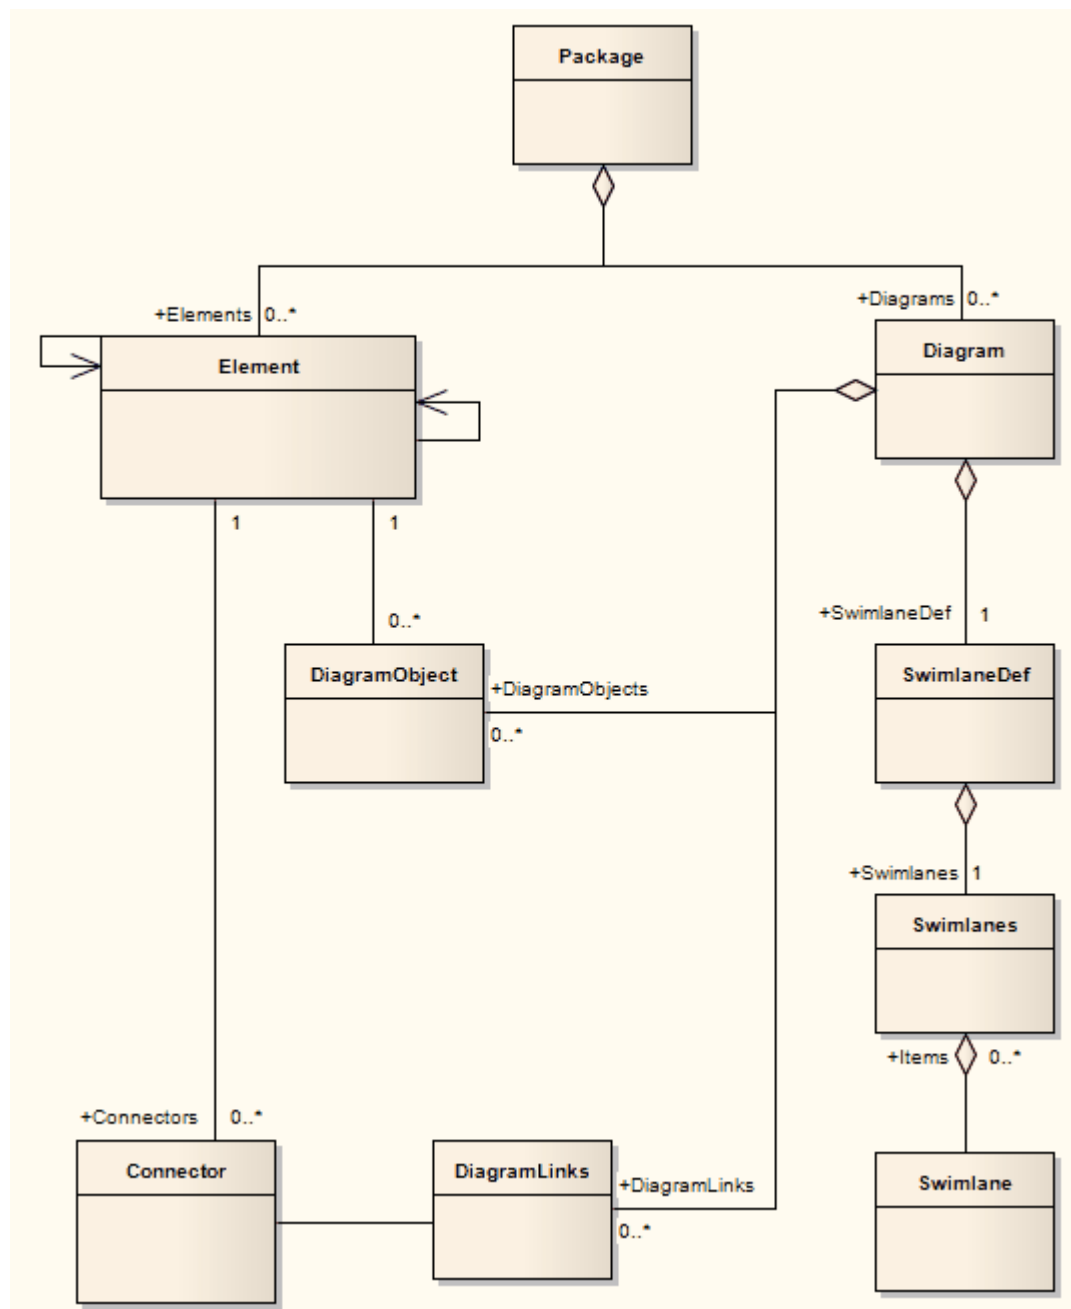 Package
+Diagrams 0..*
+Elements 0..*
Diagram
Element
1 1
+SwimlaneDef 1
0..*
DiagramObject
SwimlaneDef
+DiagramObjects
0..*
+Swimlanes 1
Swimlanes
+Items 0..*
+Connectors 0..*
Connector
DiagramLinks
+DiagramLinks
Swimlane
0..*